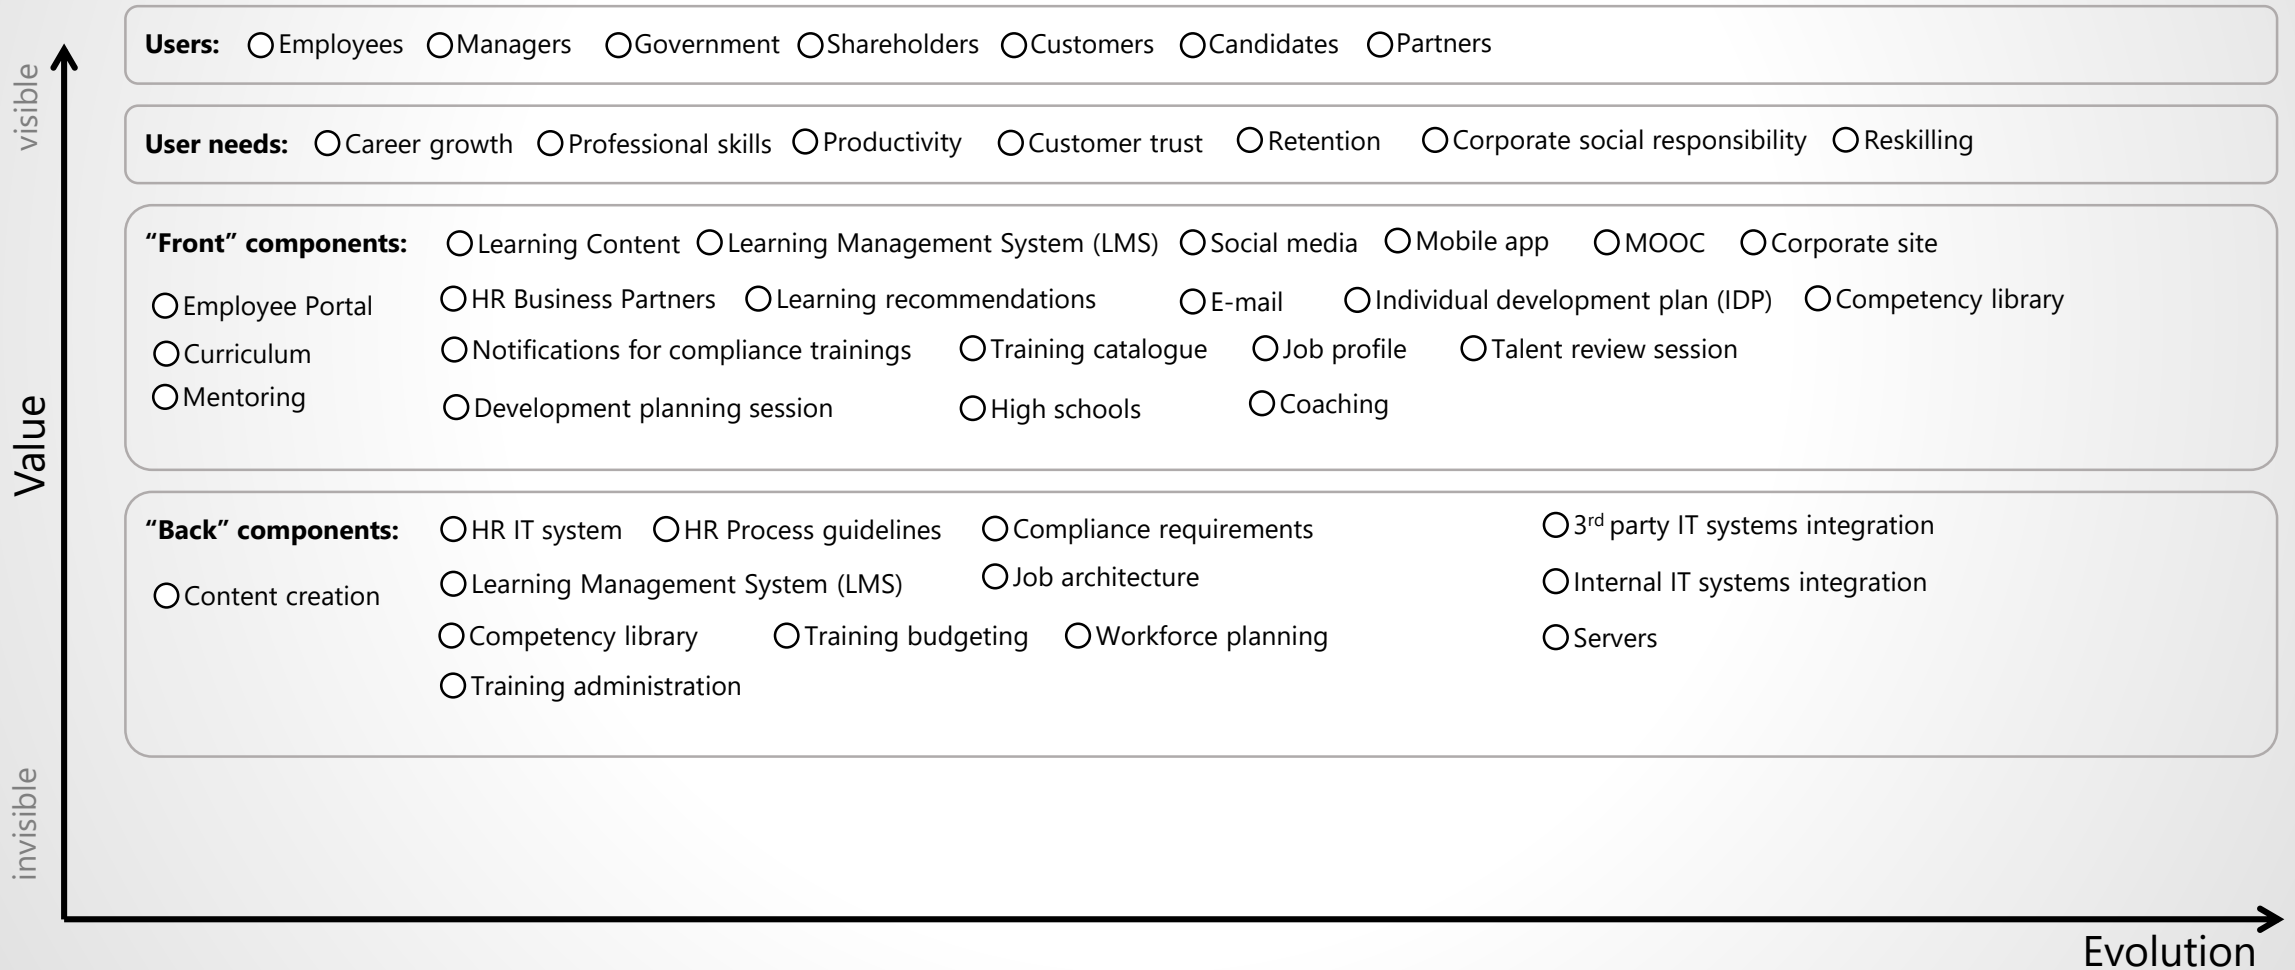 Users: Employees Managers Government Shareholders Customers Candidates Partners
visible
User needs: Career growth Professional skills Productivity Customer trust Retention Corporate social responsibility Reskilling
“Front” components: Learning Content Learning Management System (LMS) Social media Mobile app MOOC Corporate site
Employee Portal HR Business Partners Learning recommendations E-mail Individual development plan (IDP) Competency library
Curriculum Notifications for compliance trainings Training catalogue Job profile Talent review session
Mentoring Development planning session High schools Coaching
Value
“Back” components: HR IT system HR Process guidelines Compliance requirements 3rd party IT systems integration
Content creation Learning Management System (LMS) Job architecture Internal IT systems integration
Competency library Training budgeting Workforce planning Servers
Training administration
invisible
Evolution